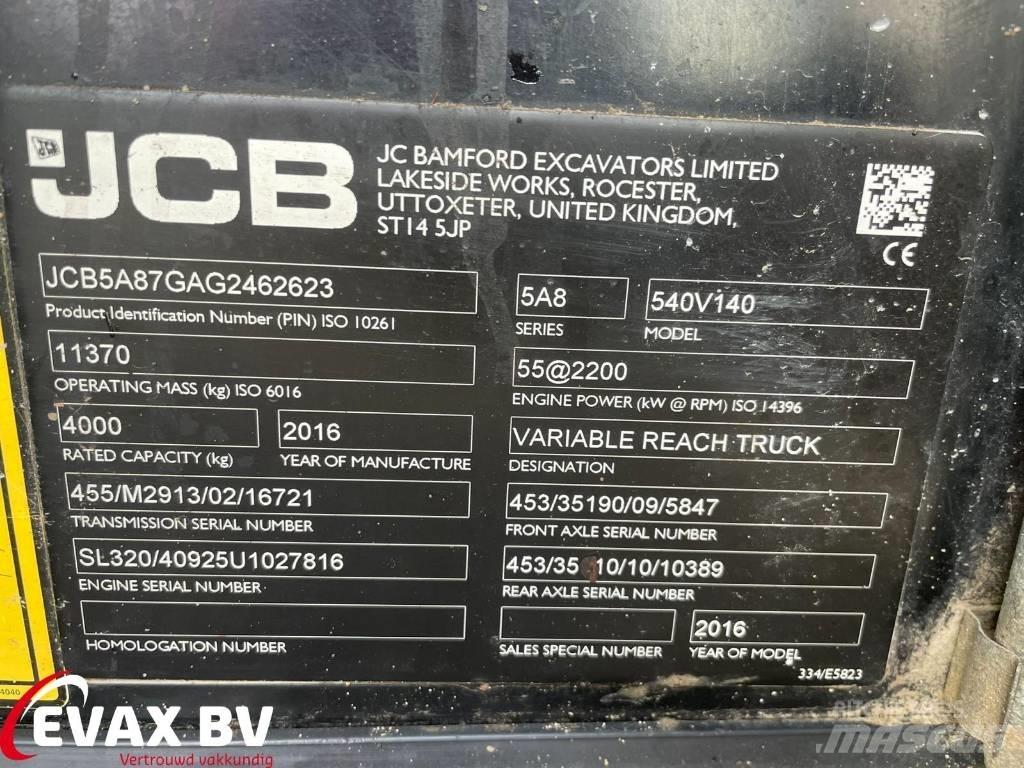 JCB
JC BAMFORD EXCAVATORS LIMITED
LAKESIDE WORKS, ROCESTER,
UTTOXETER, UNITED KINGDOM,
ST14 5JP
CE
JCB5A87GAG2462623
Product Identification Number (PIN) ISO 10261
5A8
SERIES
540V140
MODEL
11370
OPERATING MASS (kg) ISO 6016
55@2200
ENGINE POWER (kW @ RPM) ISO 14396
4000
RATED CAPACITY (kg)
2016
YEAR OF MANUFACTURE
VARIABLE REACH TRUCK
DESIGNATION
455/M2913/02/16721
TRANSMISSION SERIAL NUMBER
453/35190/09/5847
FRONT AXLE SERIAL NUMBER
SL320/40925U1027816
ENGINE SERIAL NUMBER
REAR AXLE SERIAL NUMBER
HOMOLOGATION NUMBER
SALES SPECIAL NUMBER
2016
YEAR OF MODEL
334/E5823
4040
EVAX BV
Vertrouwd vakkundig
MASCUS